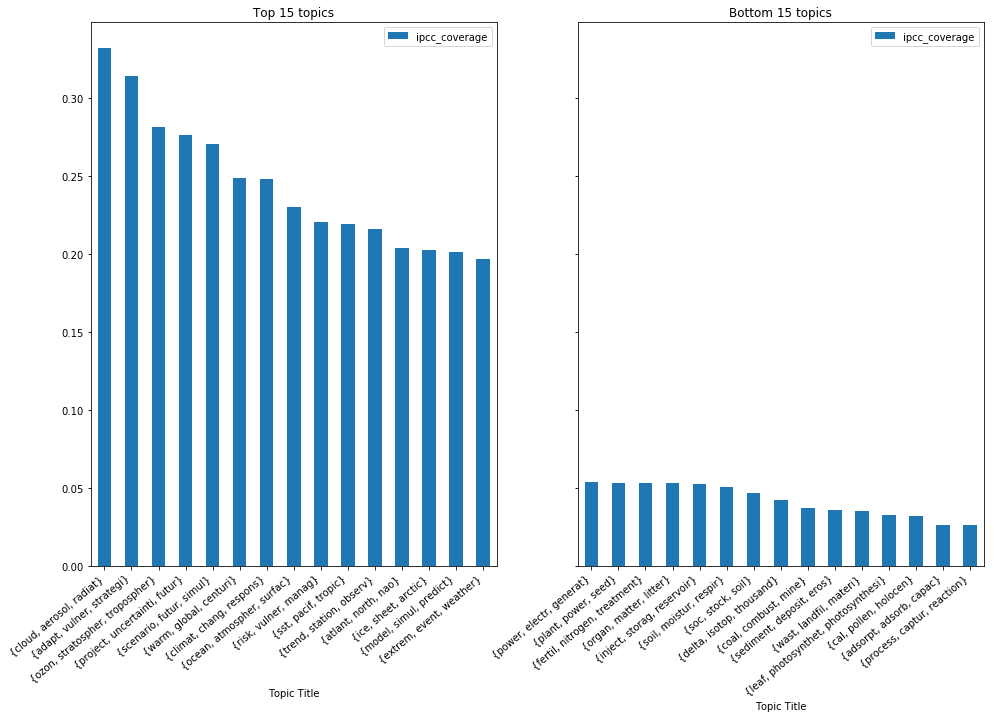 Top 15 topics
ipcc_coverage
0.30
0.25
0.20
0.15
0.10
0.05
0.00
{cloud, aerosol, radiat}
{adapt, vulner, strategi}
{ozon, stratospher, tropospher}
{project, uncertainti, futur}
{scenario, futur, simul}
{warm, global, centuri}
{climat, chang, respons}
{ocean, atmospher, surfac}
{risk, vulner, manag}
{sst, pacif, tropic}
{trend, station, observ}
{atlant, north, nao}
{ice, sheet, arctic}
{model, simul, predict}
{extrem, event, weather}
Topic Title
Bottom 15 topics
ipcc_coverage
{power, electr, generat}
{plant, power, seed}
{fertil, nitrogen, treatment}
{organ, matter, litter}
{inject, storag, reservoir}
{soil, moistur, respir}
{soc, stock, soil}
{delta, isotop, thousand}
{coal, combust, mine}
{sediment, deposit, eros}
{wast, landfil, materi}
{leaf, photosynthet, photosynthesi}
{cal, pollen, holocen}
{adsorpt, adsorb, capac}
{process, captur, reaction}
Topic Title